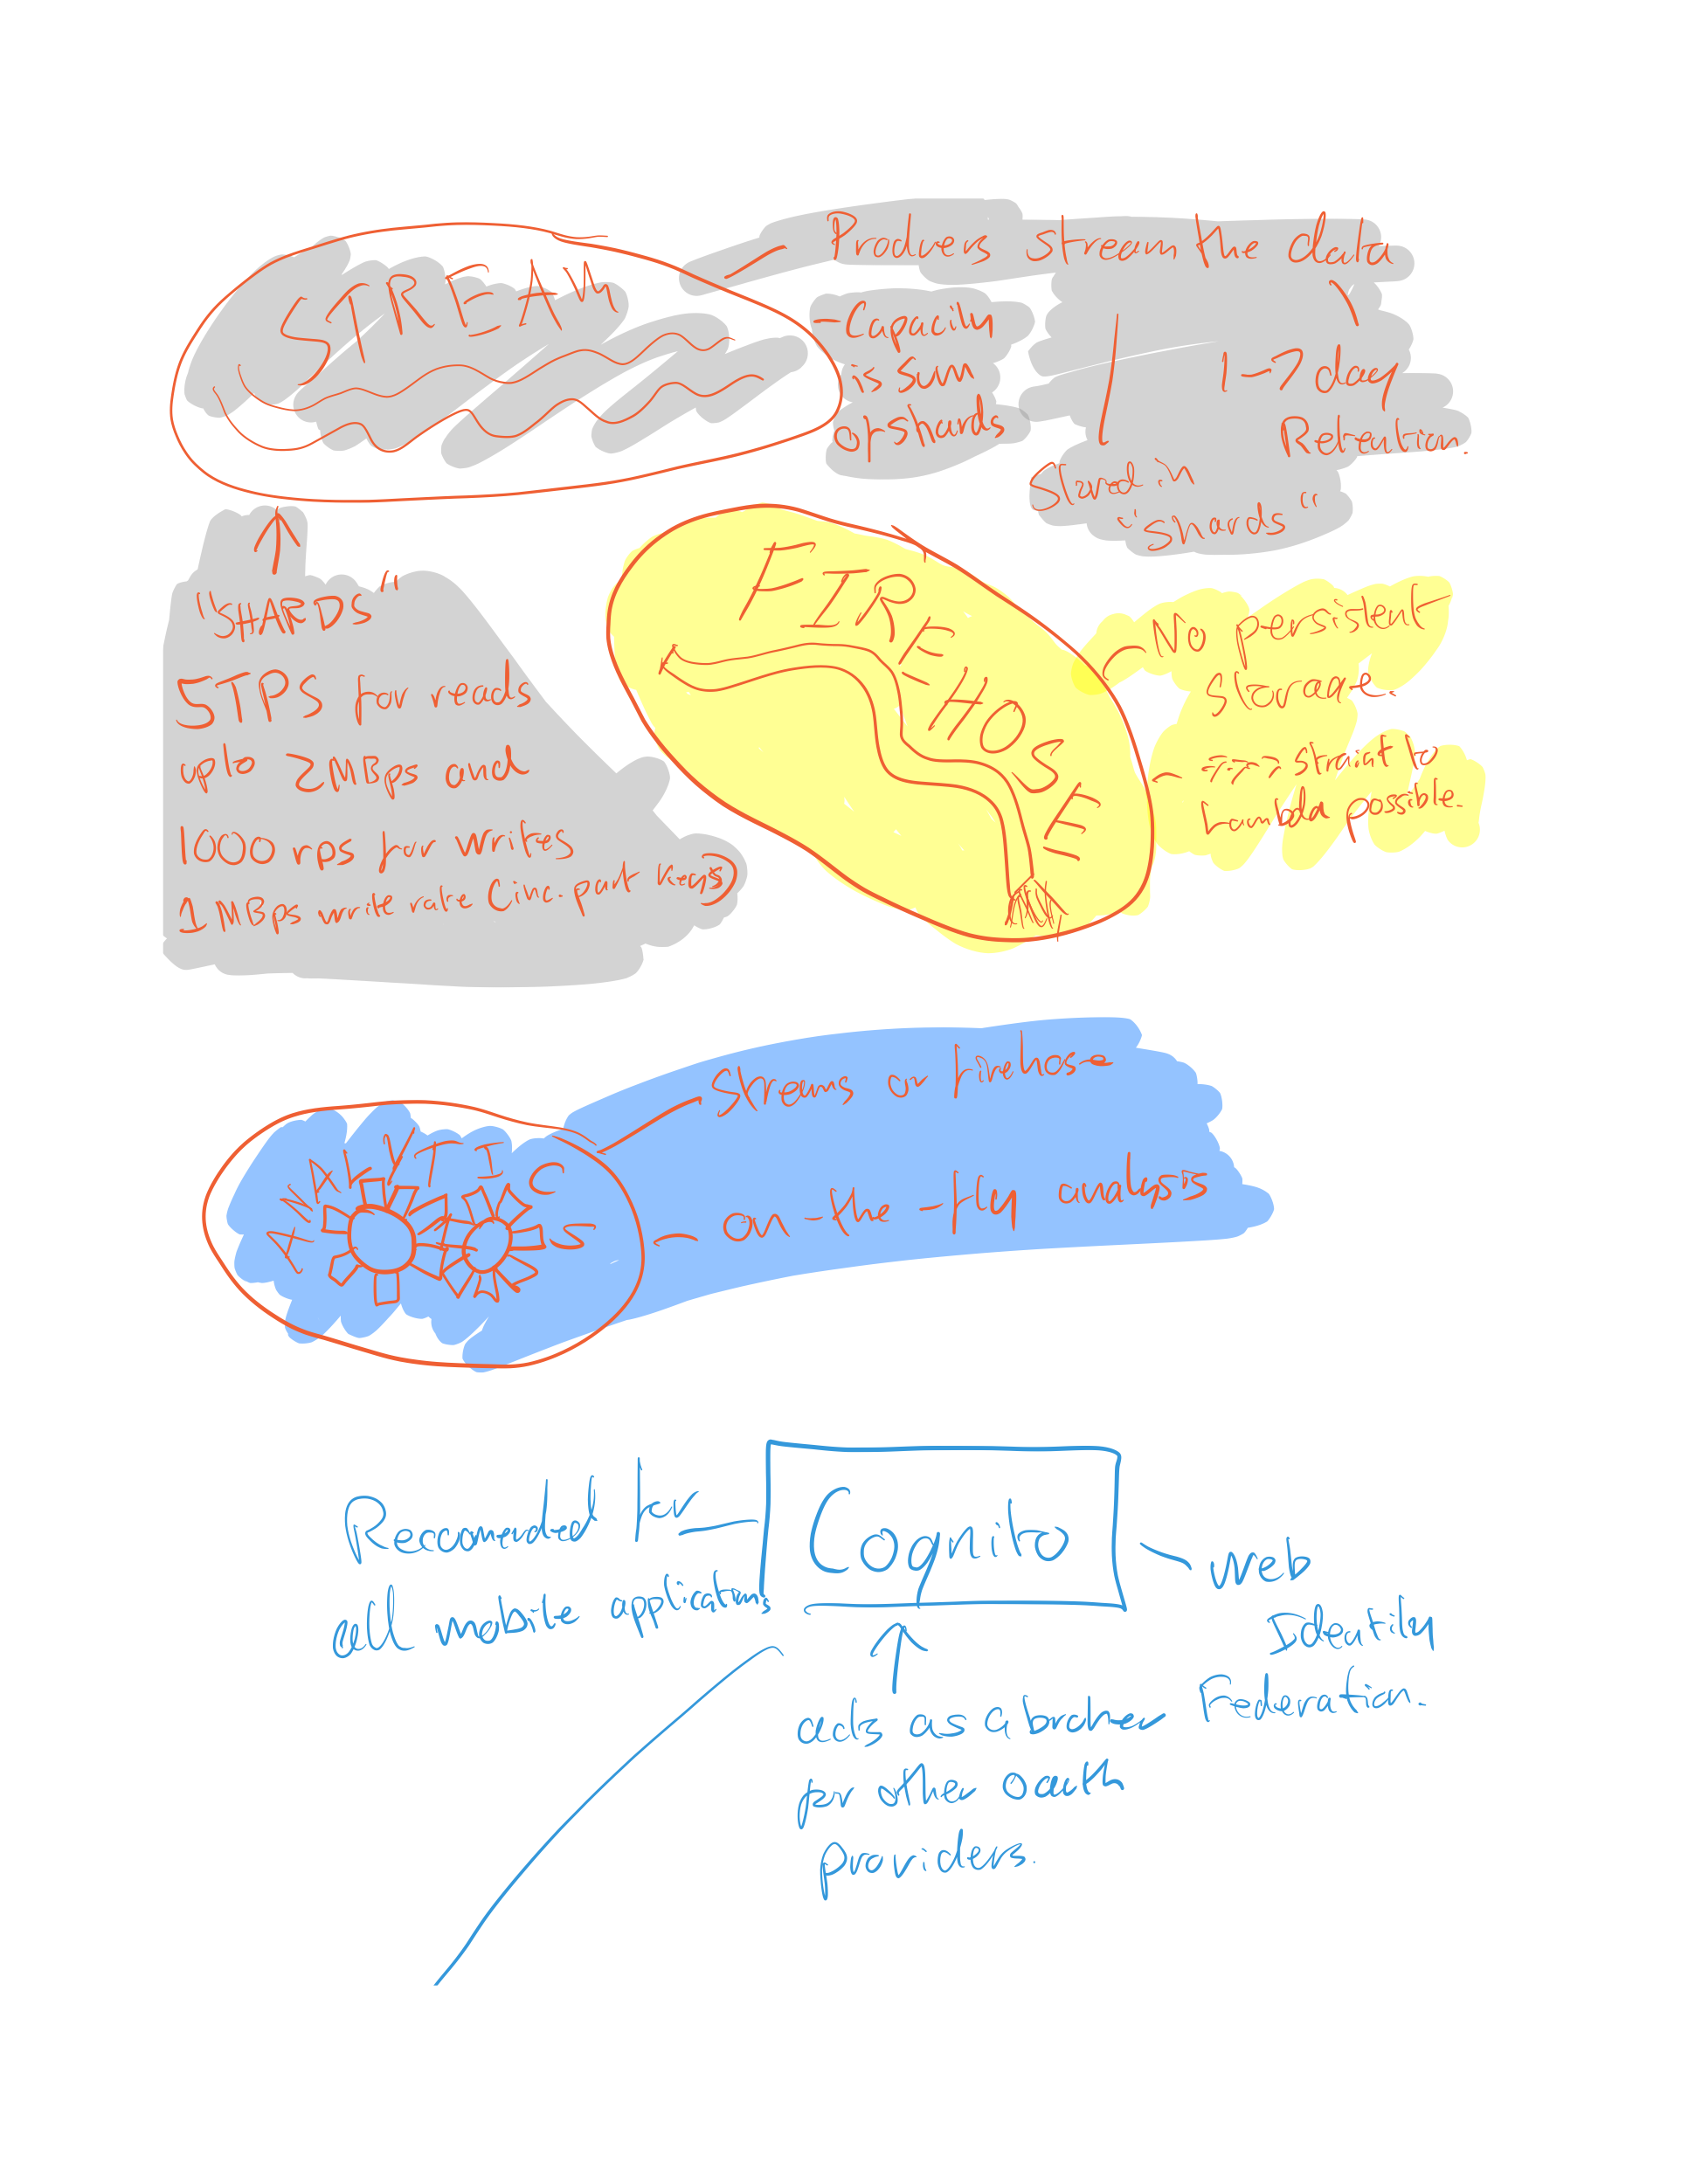 STREAM
Producers stream the data
-Capacity
is sum
of shards
1-7 day
Retention.
Stored in
"shards"
"SHARDS"
5TPS for reads
upto 2MBps and
1000 rps for writes
1MBps write rate (inc. part keys)
FIREHOSE
No persistent
storage.
- straight to
Lambda possible.
ANALYTICS
Streams or firehose
- on-the-fly analysis
Recomended for
all mobile applications
Cognito
web
Identity
Federation.
acts as a broker
for other oauth
providers.